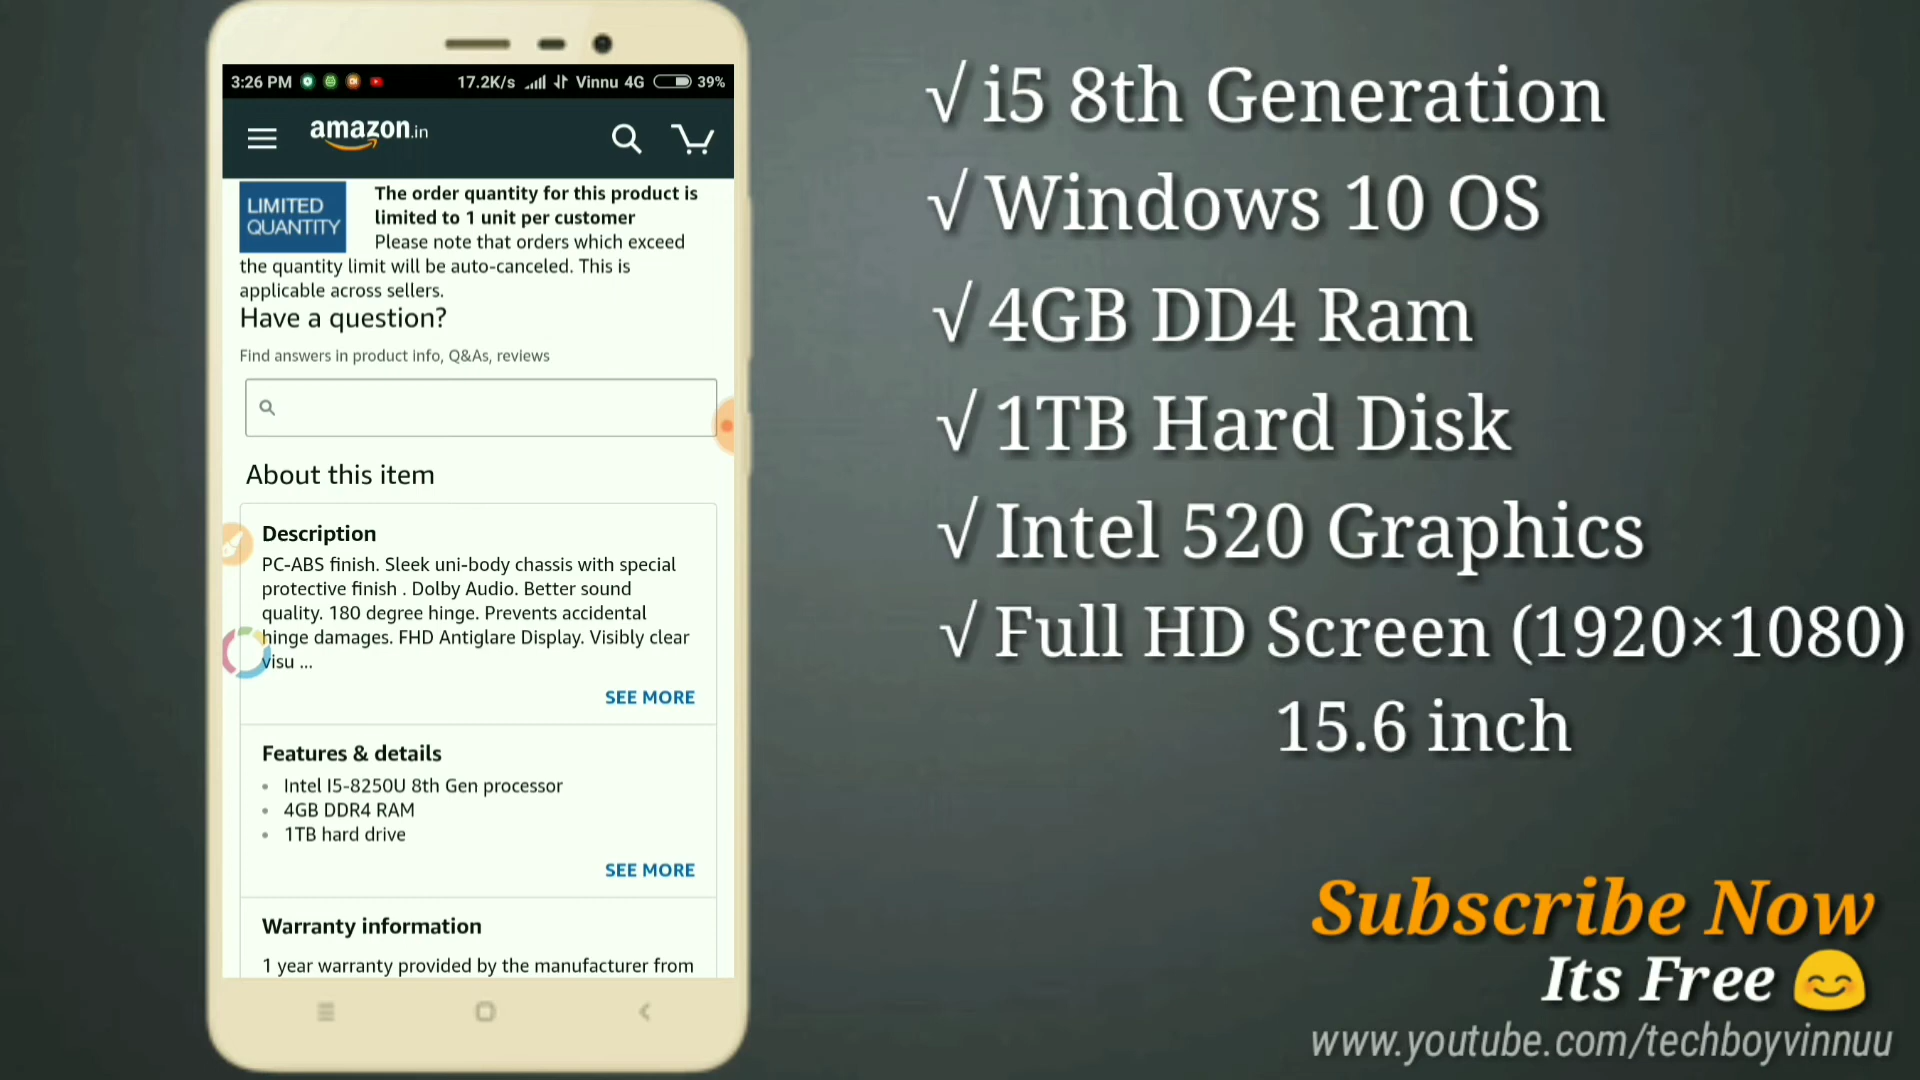 3:26 PM 17.2K/s Vinnu 4G 39%
amazon.in
LIMITED QUANTITY
The order quantity for this product is
limited to 1 unit per customer
Please note that orders which exceed
the quantity limit will be auto-canceled. This is
applicable across sellers.
Have a question?
Find answers in product info, Q&As, reviews
About this item
Description
PC-ABS finish. Sleek uni-body chassis with special
protective finish . Dolby Audio. Better sound
quality. 180 degree hinge. Prevents accidental
hinge damages. FHD Antiglare Display. Visibly clear
visu ...
SEE MORE
Features & details
• Intel I5-8250U 8th Gen processor
• 4GB DDR4 RAM
• 1TB hard drive
SEE MORE
Warranty information
1 year warranty provided by the manufacturer from
√ i5 8th Generation
√ Windows 10 OS
√ 4GB DD4 Ram
√ 1TB Hard Disk
√ Intel 520 Graphics
√ Full HD Screen (1920×1080)
15.6 inch
Subscribe Now
Its Free 😊
www.youtube.com/techboyvinnuu